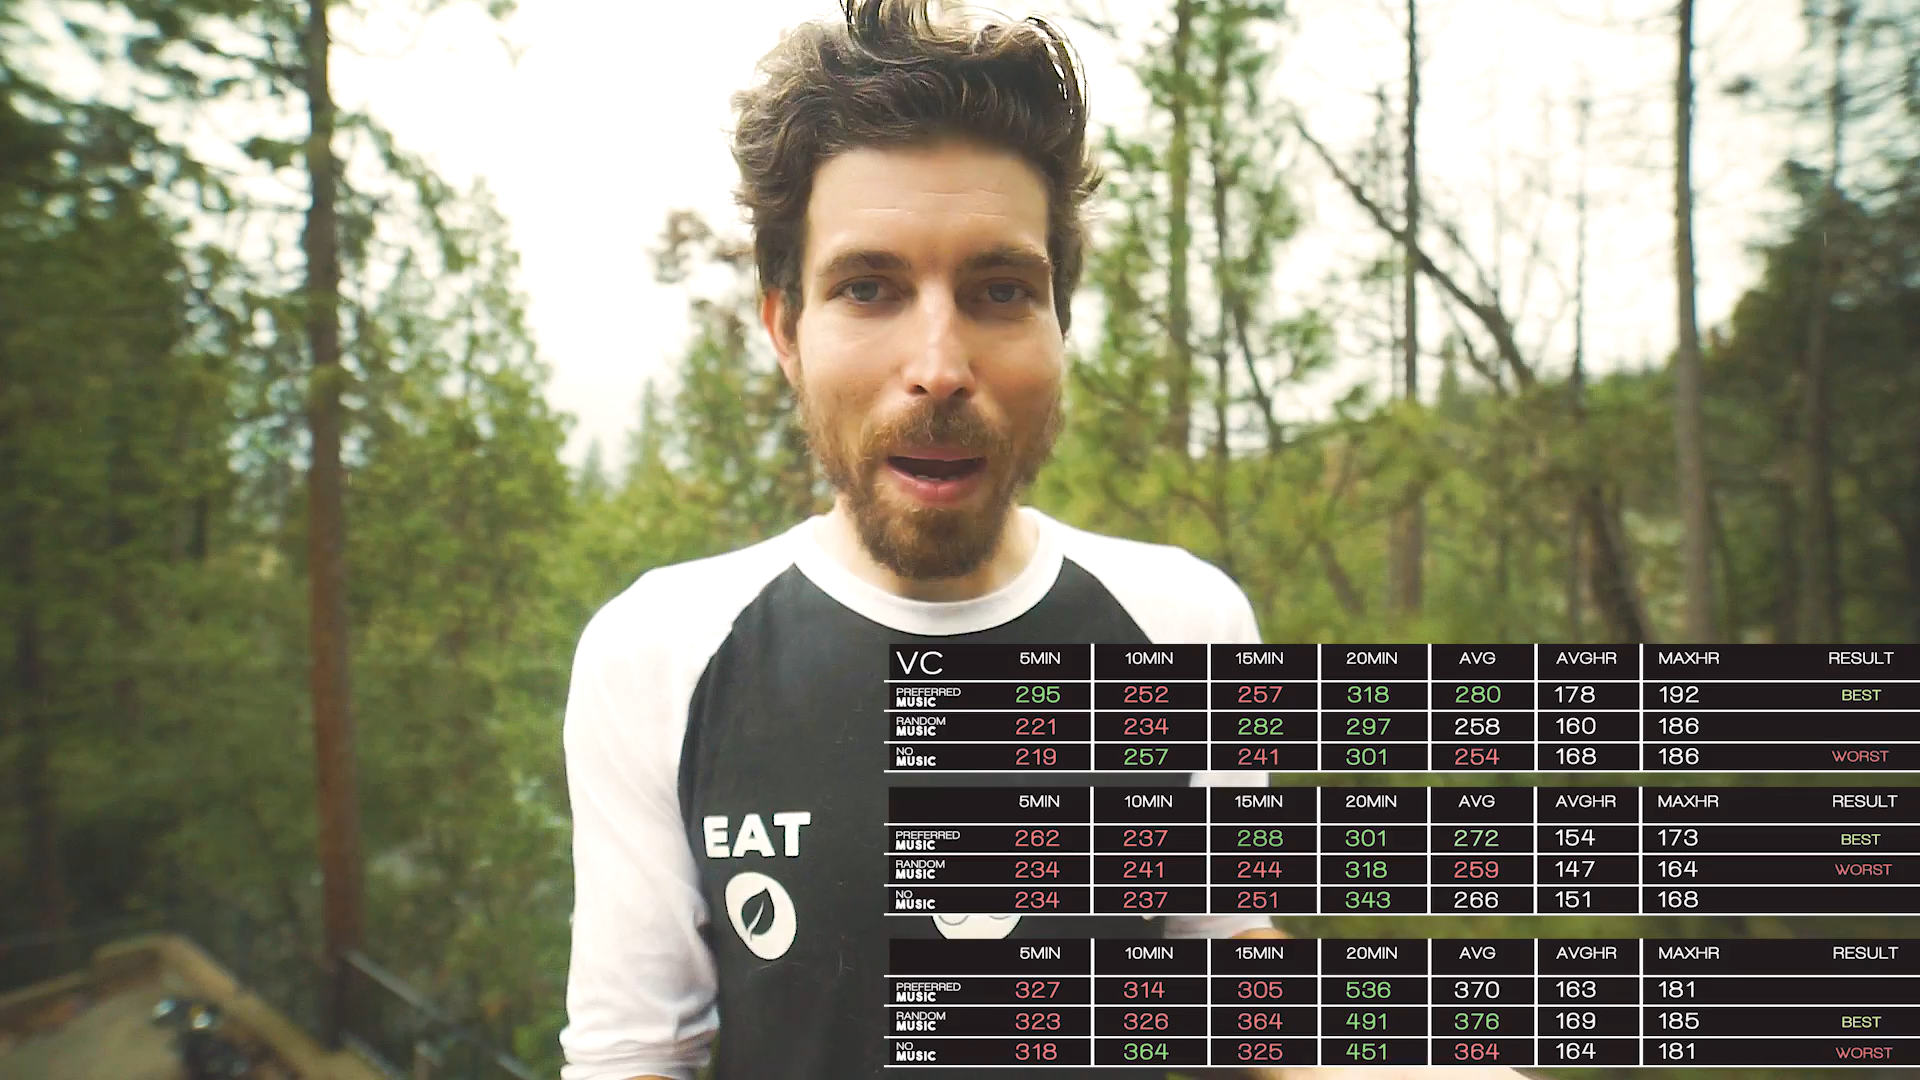 EAT
VC 5MIN 10MIN 15MIN 20MIN AVG AVGHR MAXHR RESULT
PREFERRED MUSIC 295 252 257 318 280 178 192 BEST
RANDOM MUSIC 221 234 282 297 258 160 186
NO MUSIC 219 257 241 301 254 168 186 WORST
5MIN 10MIN 15MIN 20MIN AVG AVGHR MAXHR RESULT
PREFERRED MUSIC 262 237 288 301 272 154 173 BEST
RANDOM MUSIC 234 241 244 318 259 147 164 WORST
NO MUSIC 234 237 251 343 266 151 168
5MIN 10MIN 15MIN 20MIN AVG AVGHR MAXHR RESULT
PREFERRED MUSIC 327 314 305 536 370 163 181
RANDOM MUSIC 323 326 364 491 376 169 185 BEST
NO MUSIC 318 364 325 451 364 164 181 WORST